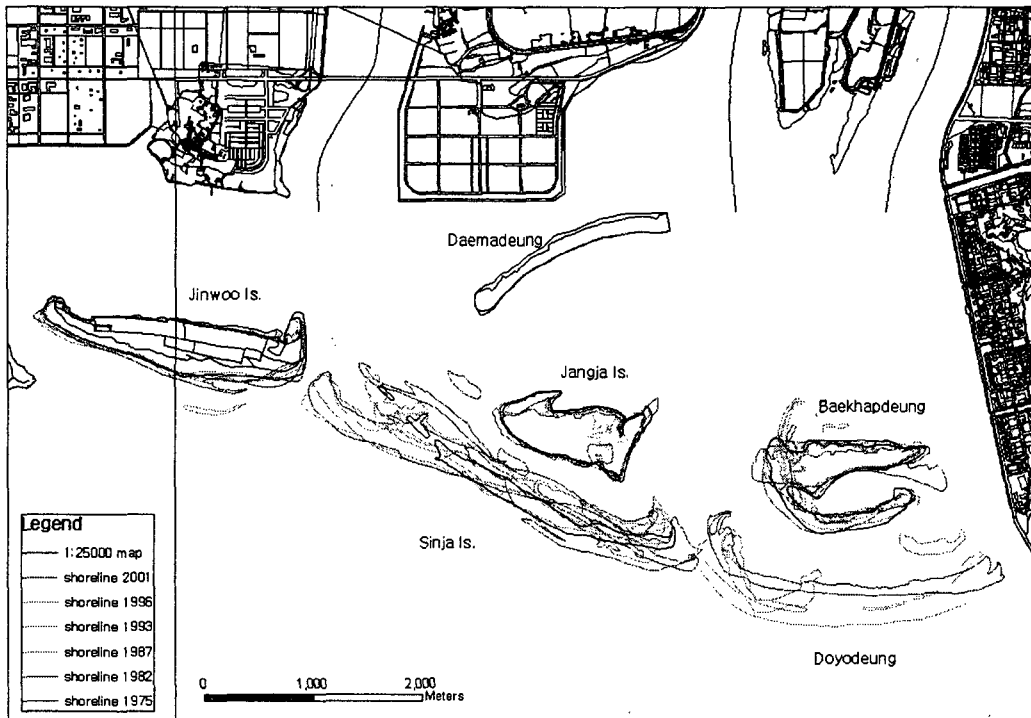 Daemadeung
Jinwoo Is.
Jangja Is.
Baekhapdeung
Sinja Is.
Doyodeung
Legend
1:25000 map
shoreline 2001
shoreline 1996
shoreline 1993
shoreline 1987
shoreline 1982
shoreline 1975
0 1,000 2,000
Meters